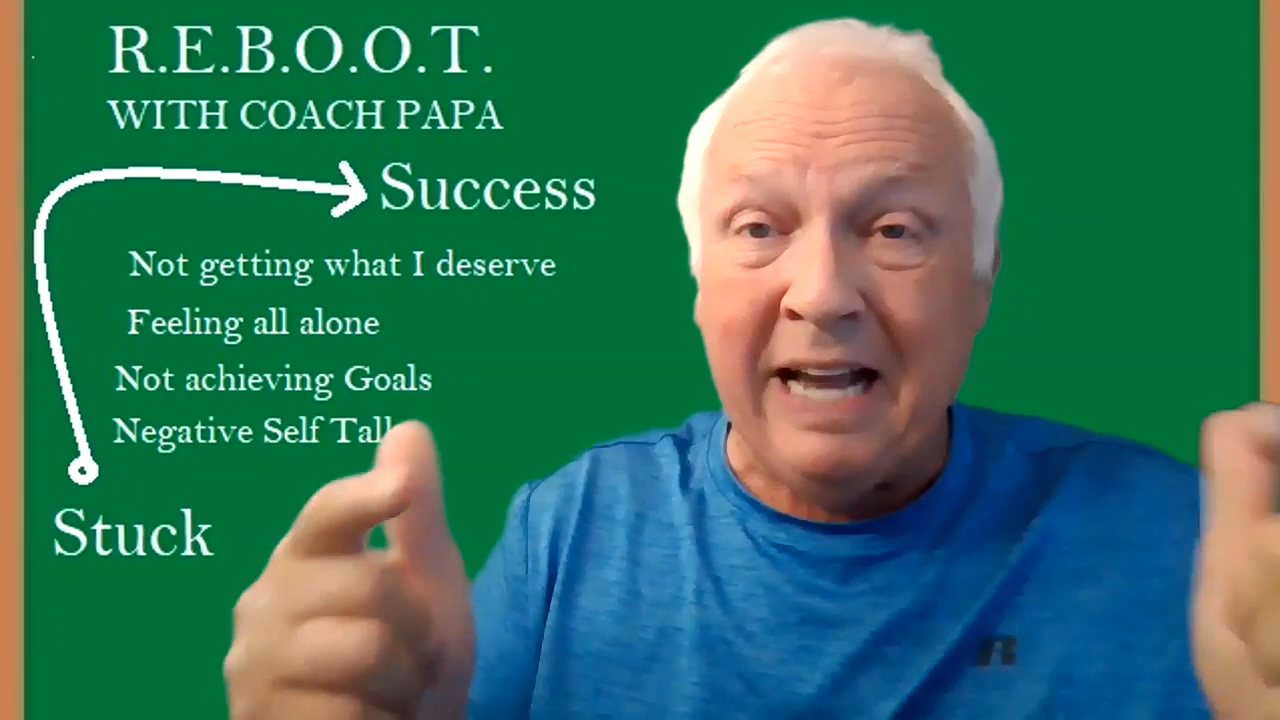 R.E.B.O.O.T.
WITH COACH PAPA
Success
Not getting what I deserve
Feeling all alone
Not achieving Goals
Negative Self
Stuck
R